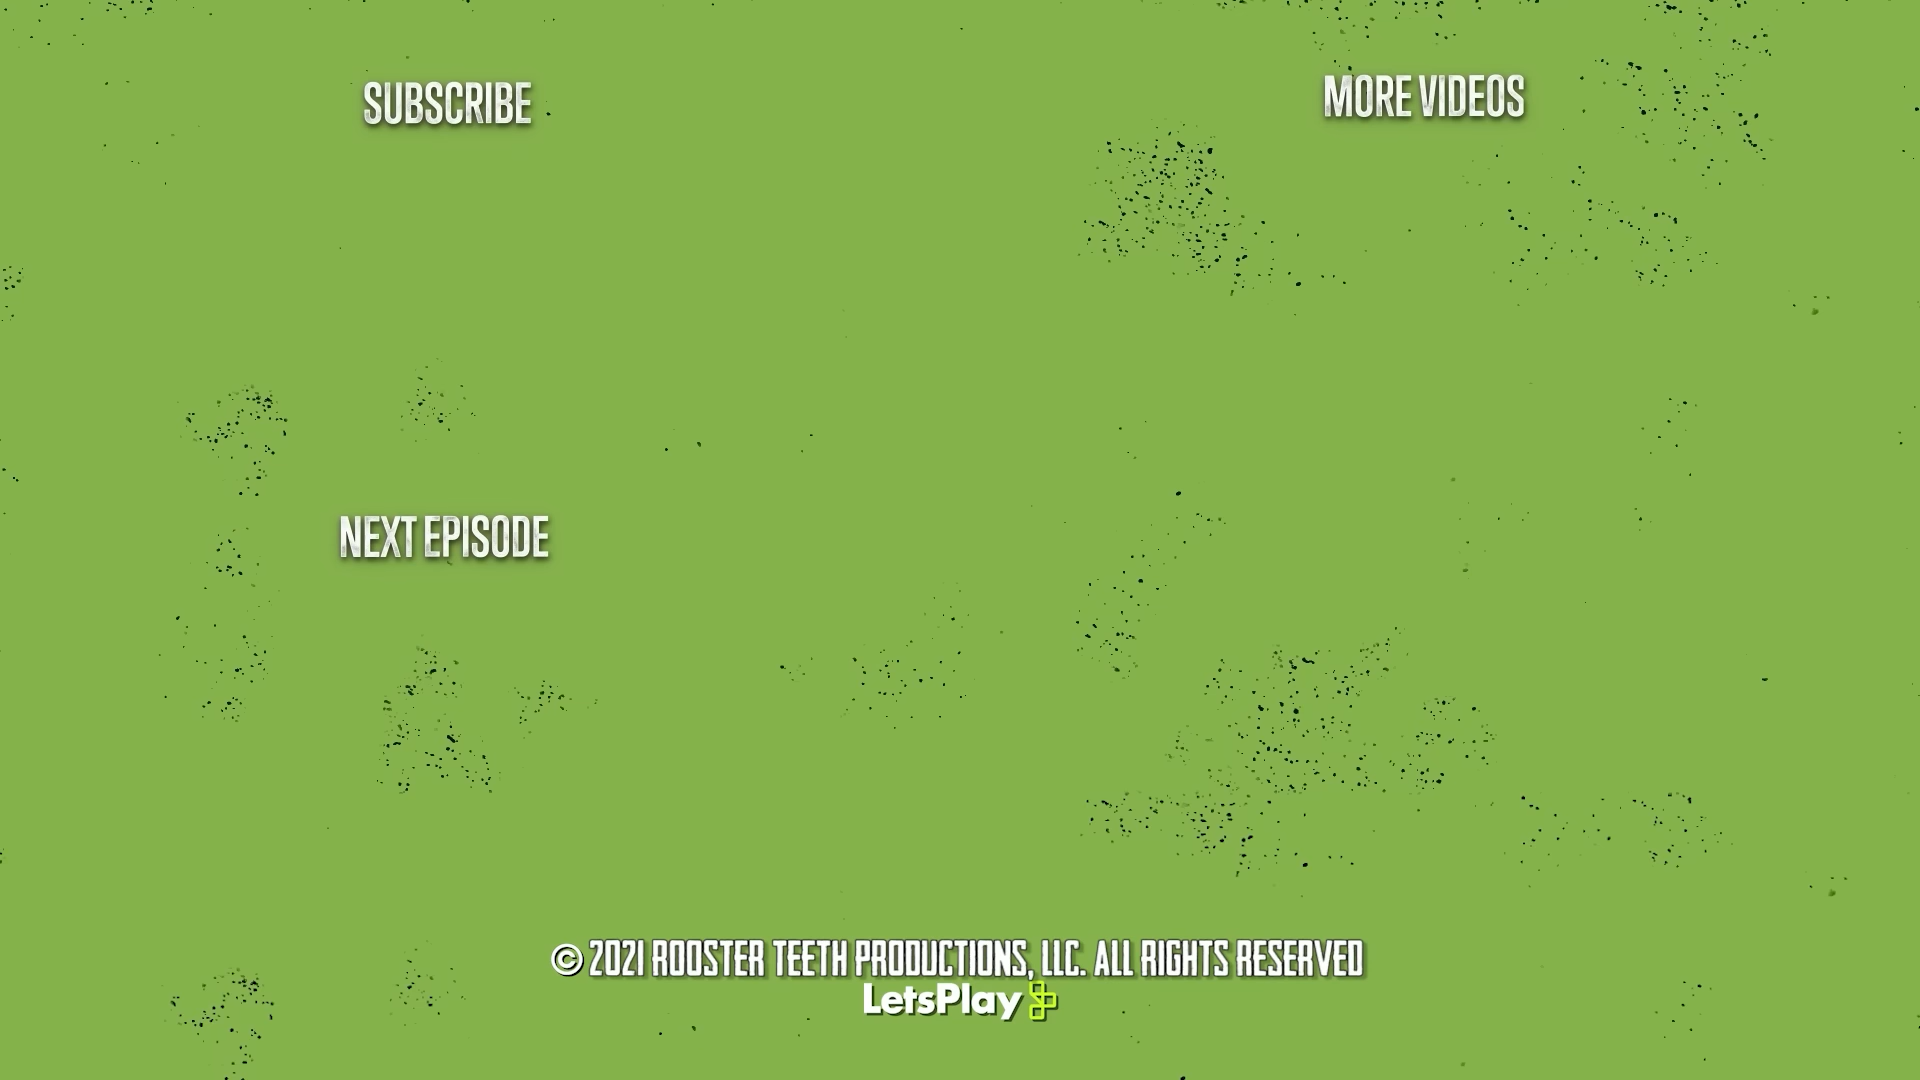 SUBSCRIBE
MORE VIDEOS
NEXT EPISODE
© 2021 ROOSTER TEETH PRODUCTIONS, LLC. ALL RIGHTS RESERVED
LetsPlay